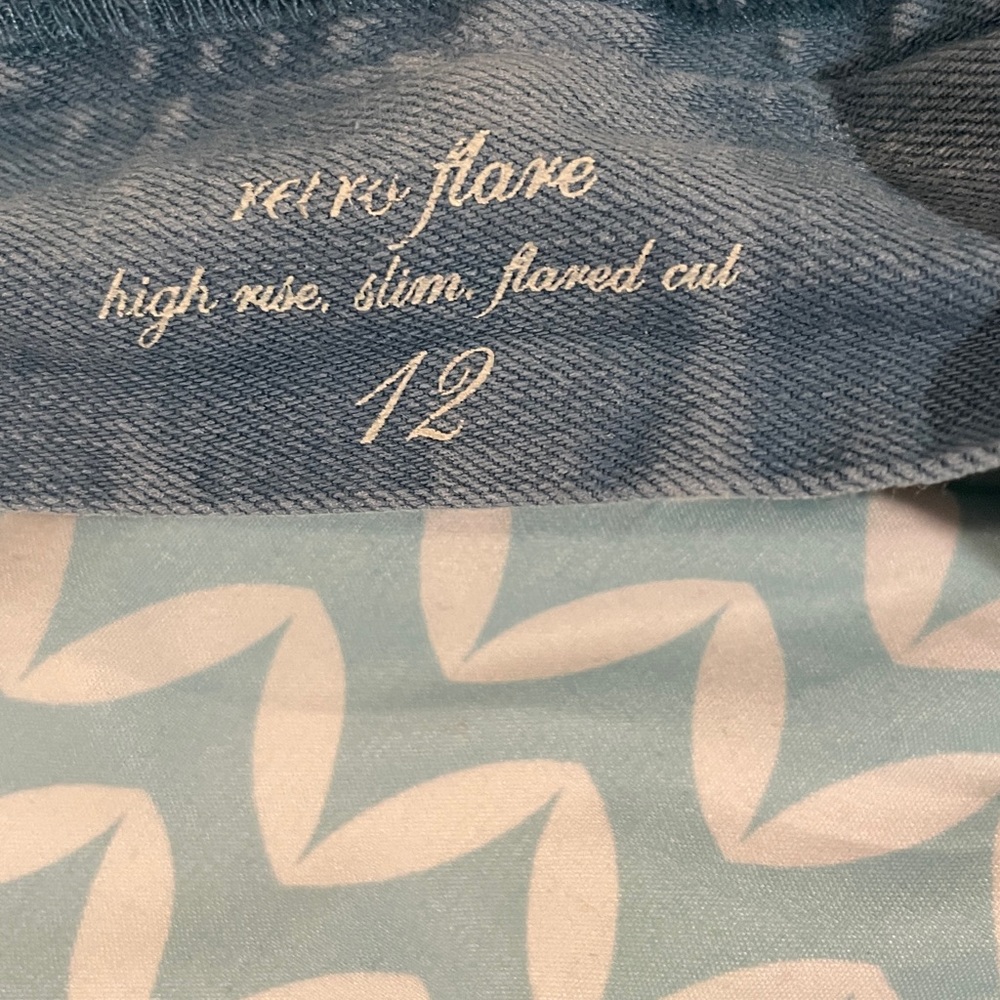 retro flare
high rise. slim. flared cut
12